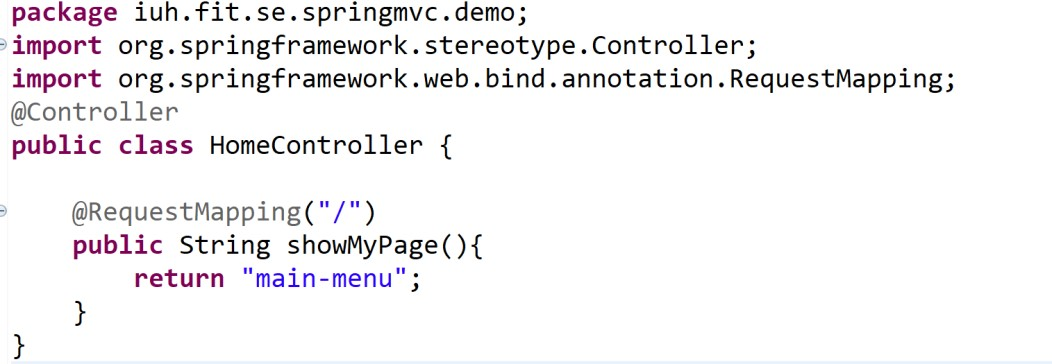 package iuh.fit.se.springmvc.demo;
import org.springframework.stereotype.Controller;
import org.springframework.web.bind.annotation.RequestMapping;
@Controller
public class HomeController {
@RequestMapping("/")
public String showMyPage(){
return "main-menu";
}
}